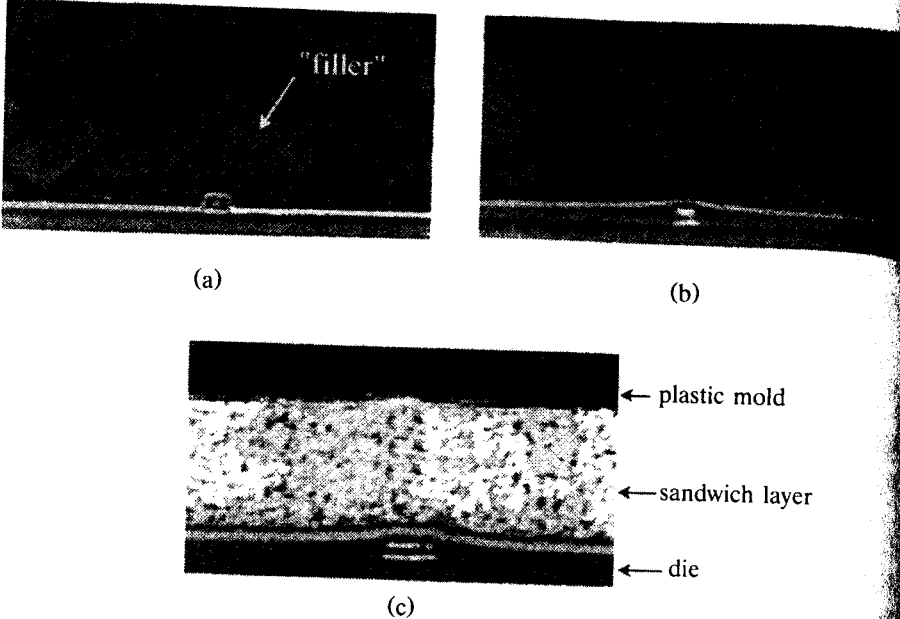 "filler"
(a)
(b)
plastic mold
sandwich layer
die
(c)